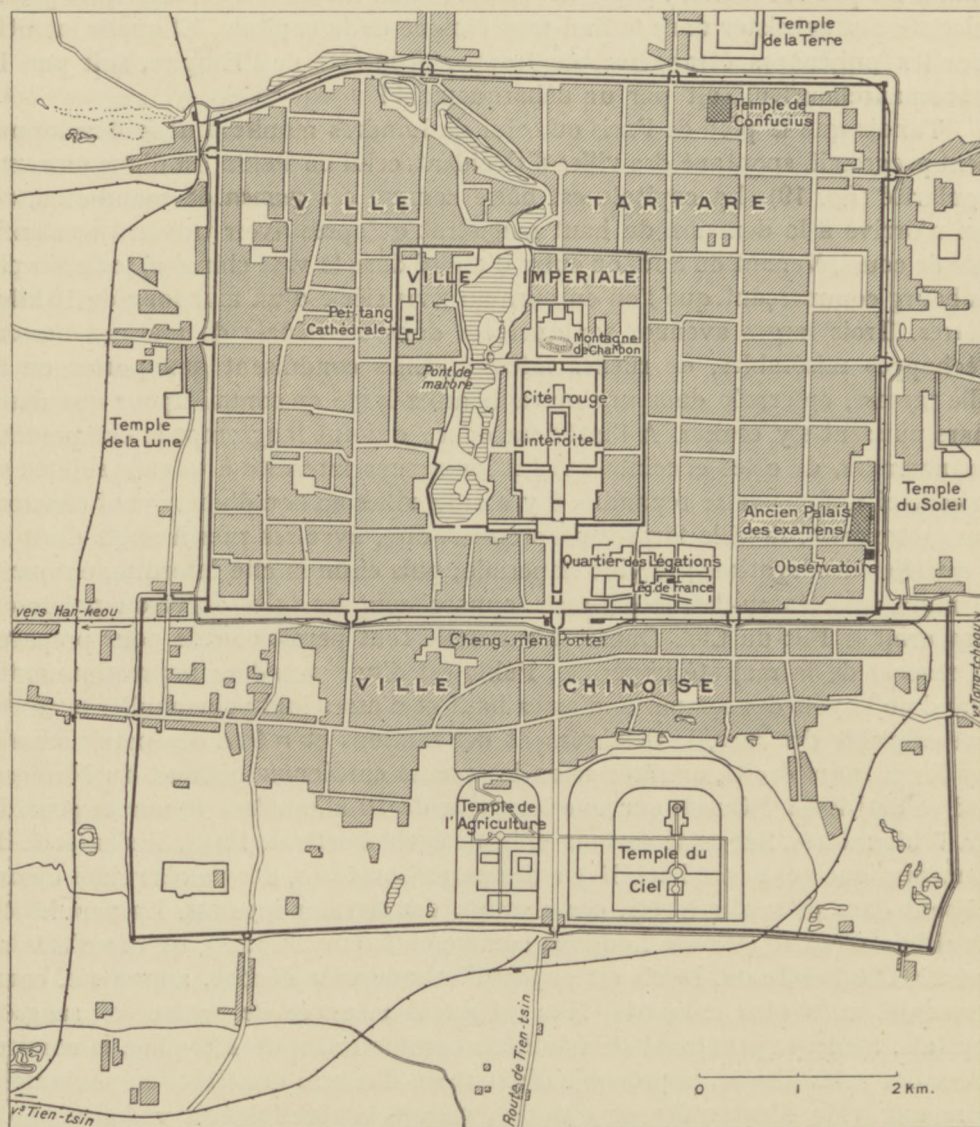 Temple
de la Terre
Temple de
Confucius
VILLE TARTARE
VILLE IMPÉRIALE
Peï-tang
Cathédrale
Montagne
de Charbon
Pont de
marbre
Cité rouge
interdite
Temple
de la Lune
Temple
du Soleil
Ancien Palais
des examens
Quartier des Légations
Observatoire
Lég. de France
vers Han-keou
Cheng-men Porte
VILLE CHINOISE
Temple de
l'Agriculture
Temple du
Ciel
Route de Tien-tsin
0 1 2 Km.
vs Tien-tsin